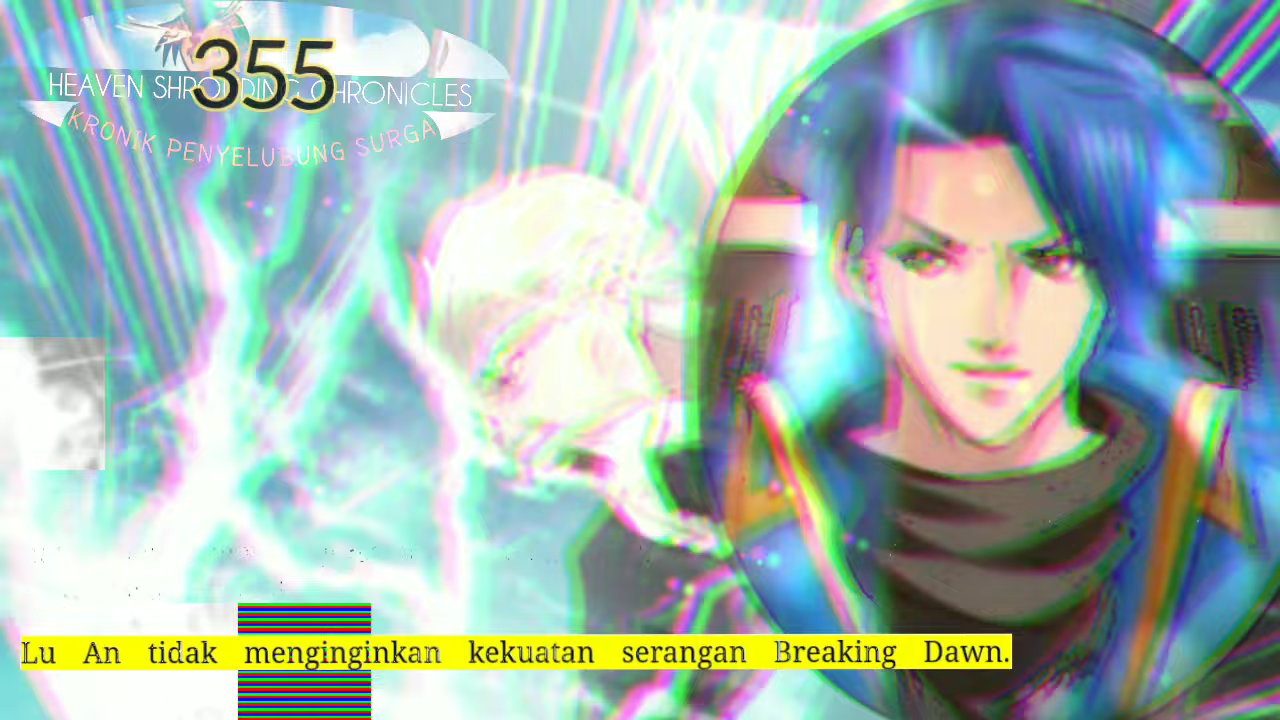 355
HEAVEN SHROUDING CHRONICLES
KRONIK PENYELUBUNG SURGA
Lu An tidak menginginkan kekuatan serangan Breaking Dawn.